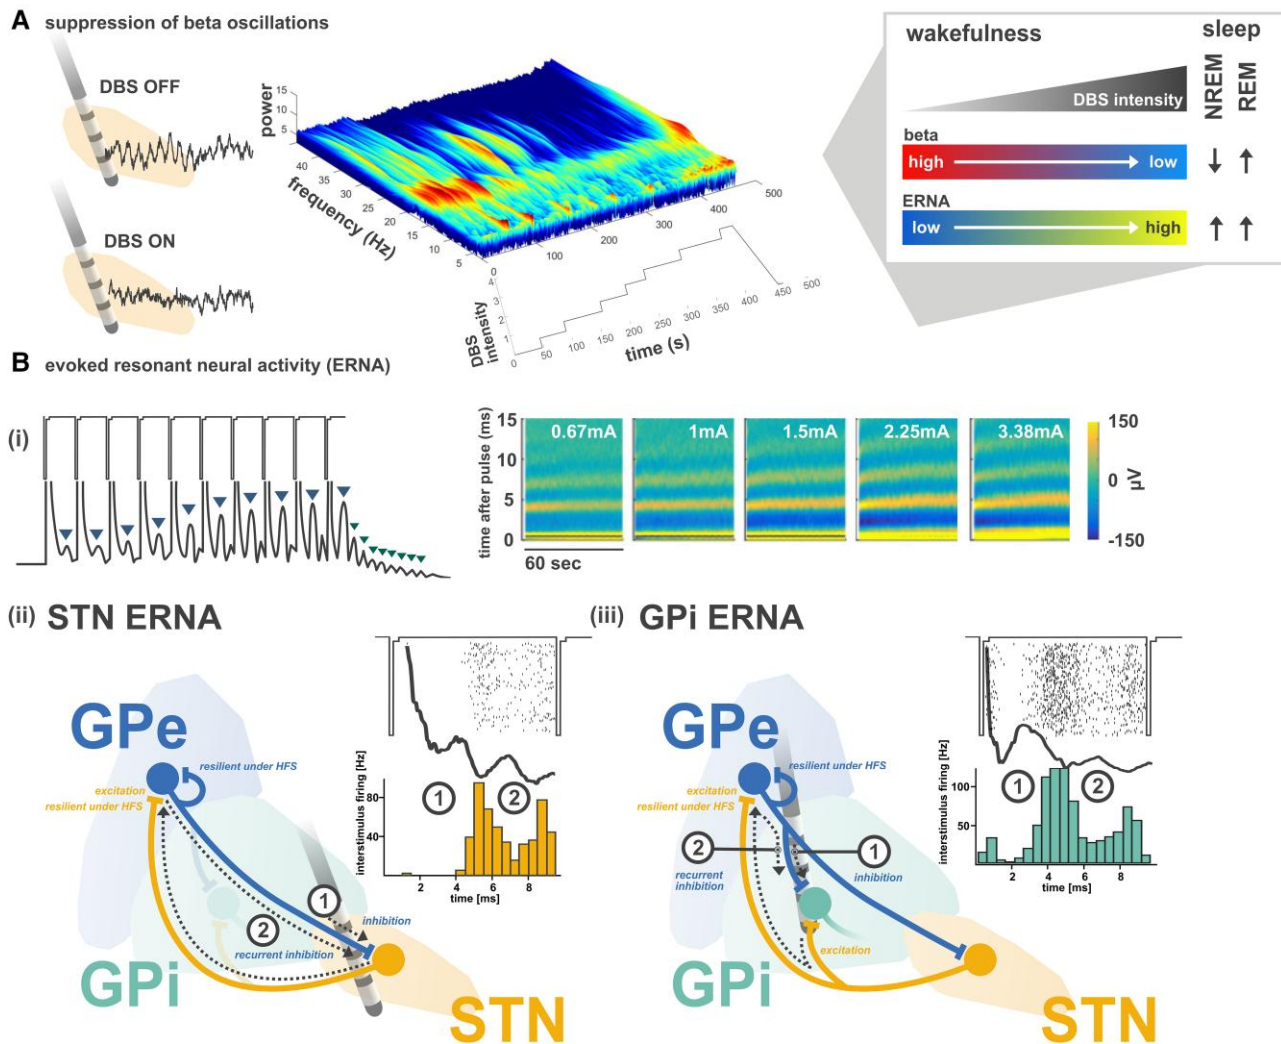 A suppression of beta oscillations
DBS OFF
DBS ON
power
15
10
5
40
35
30
25
20
15
10
5
frequency (Hz)
0
100
200
300
400
500
4
3
2
1
0
DBS
intensity
0
50
100
150
200
250
300
350
400
450
500
time (s)
wakefulness
sleep
NREM
REM
DBS intensity
beta
high
low
ERNA
low
high
B evoked resonant neural activity (ERNA)
(i)
time after pulse (ms)
15
10
5
0
0.67mA
1mA
1.5mA
2.25mA
3.38mA
150
0
-150
µV
60 sec
(ii) STN ERNA
GPe
resilient under HFS
excitation
resilient under HFS
1
inhibition
2
recurrent inhibition
GPi
STN
interstimulus firing [Hz]
80
40
1
2
2
4
6
8
time [ms]
(iii) GPi ERNA
GPe
resilient under HFS
excitation
resilient under HFS
2
recurrent
inhibition
1
inhibition
excitation
GPi
STN
interstimulus firing [Hz]
100
50
1
2
2
4
6
8
time [ms]